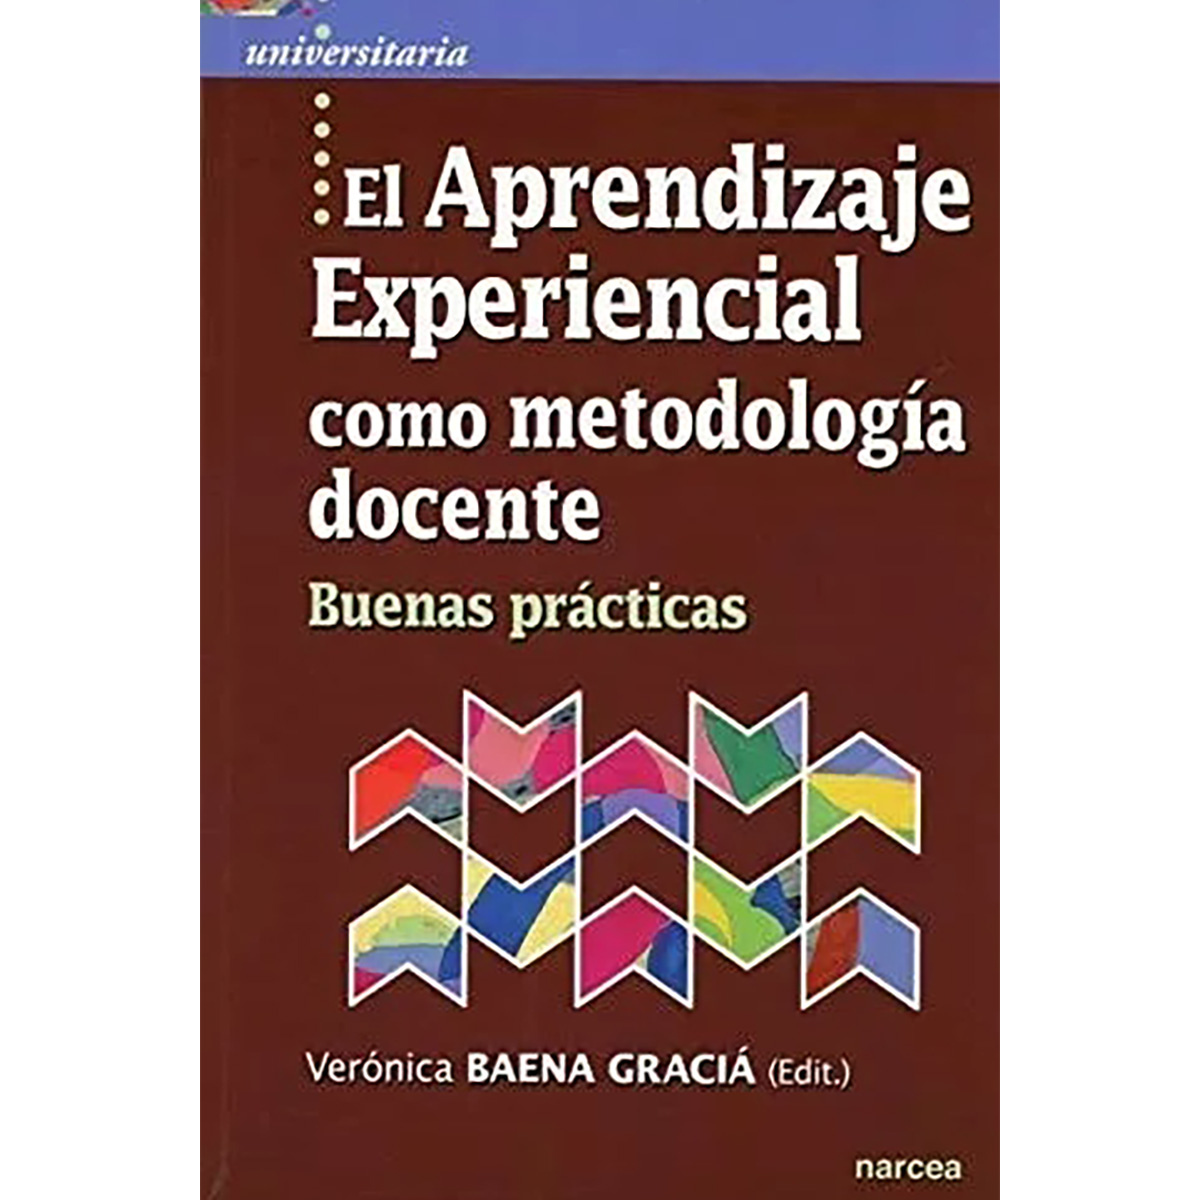 universitaria
El Aprendizaje
Experiencial
como metodología
docente
Buenas prácticas
Verónica BAENA GRACIÁ (Edit.)
narcea